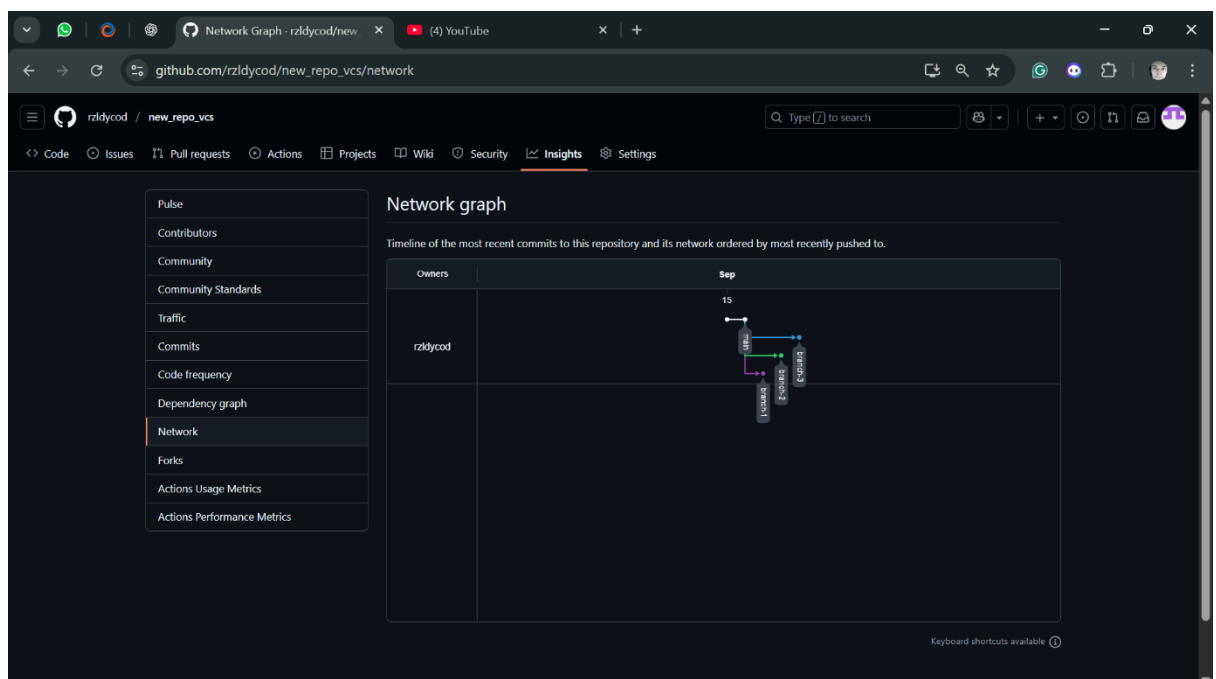 Network Graph - rzldycod/new_
(4) YouTube
github.com/rzldycod/new_repo_vcs/network
rzldycod / new_repo_vcs
Type / to search
Code Issues Pull requests Actions Projects Wiki Security Insights Settings
Pulse
Contributors
Community
Community Standards
Traffic
Commits
Code frequency
Dependency graph
Network
Forks
Actions Usage Metrics
Actions Performance Metrics
Network graph
Timeline of the most recent commits to this repository and its network ordered by most recently pushed to.
Owners
Sep
15
rzldycod
main
branch-3
branch-2
branch-1
Keyboard shortcuts available